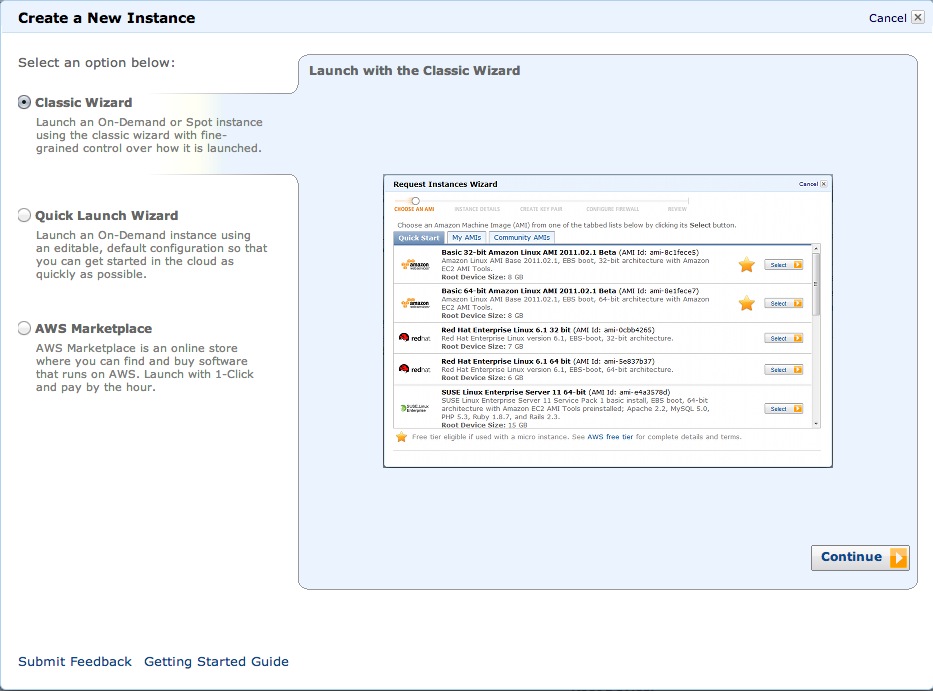 Create a New Instance
Cancel
Select an option below:
Classic Wizard
Launch an On-Demand or Spot instance
using the classic wizard with fine-
grained control over how it is launched.
Quick Launch Wizard
Launch an On-Demand instance using
an editable, default configuration so that
you can get started in the cloud as
quickly as possible.
AWS Marketplace
AWS Marketplace is an online store
where you can find and buy software
that runs on AWS. Launch with 1-Click
and pay by the hour.
Launch with the Classic Wizard
Request Instances Wizard
Cancel
CHOOSE AN AMI INSTANCE DETAILS CREATE KEY PAIR CONFIGURE FIREWALL REVIEW
Choose an Amazon Machine Image (AMI) from one of the tabbed lists below by clicking its Select button.
Quick Start My AMIs Community AMIs
Basic 32-bit Amazon Linux AMI 2011.02.1 Beta (AMI Id: ami-8c1fece5)
Amazon Linux AMI Base 2011.02.1, EBS boot, 32-bit architecture with Amazon
EC2 AMI Tools.
Root Device Size: 8 GB
Select
Basic 64-bit Amazon Linux AMI 2011.02.1 Beta (AMI Id: ami-8e1fece7)
Amazon Linux AMI Base 2011.02.1, EBS boot, 64-bit architecture with Amazon
EC2 AMI Tools.
Root Device Size: 8 GB
Select
redhat
Red Hat Enterprise Linux 6.1 32 bit (AMI Id: ami-0cbb4265)
Red Hat Enterprise Linux version 6.1, EBS-boot, 32-bit architecture.
Root Device Size: 7 GB
Select
redhat
Red Hat Enterprise Linux 6.1 64 bit (AMI Id: ami-5e837b37)
Red Hat Enterprise Linux version 6.1, EBS-boot, 64-bit architecture.
Root Device Size: 6 GB
Select
SUSE Linux
Enterprise
SUSE Linux Enterprise Server 11 64-bit (AMI Id: ami-e4a3578d)
SUSE Linux Enterprise Server 11 Service Pack 1 basic install, EBS boot, 64-bit
architecture with Amazon EC2 AMI Tools preinstalled; Apache 2.2, MySQL 5.0,
PHP 5.3, Ruby 1.8.7, and Rails 2.3.
Root Device Size: 15 GB
Select
Free tier eligible if used with a micro instance. See AWS free tier for complete details and terms.
Continue
Submit Feedback Getting Started Guide